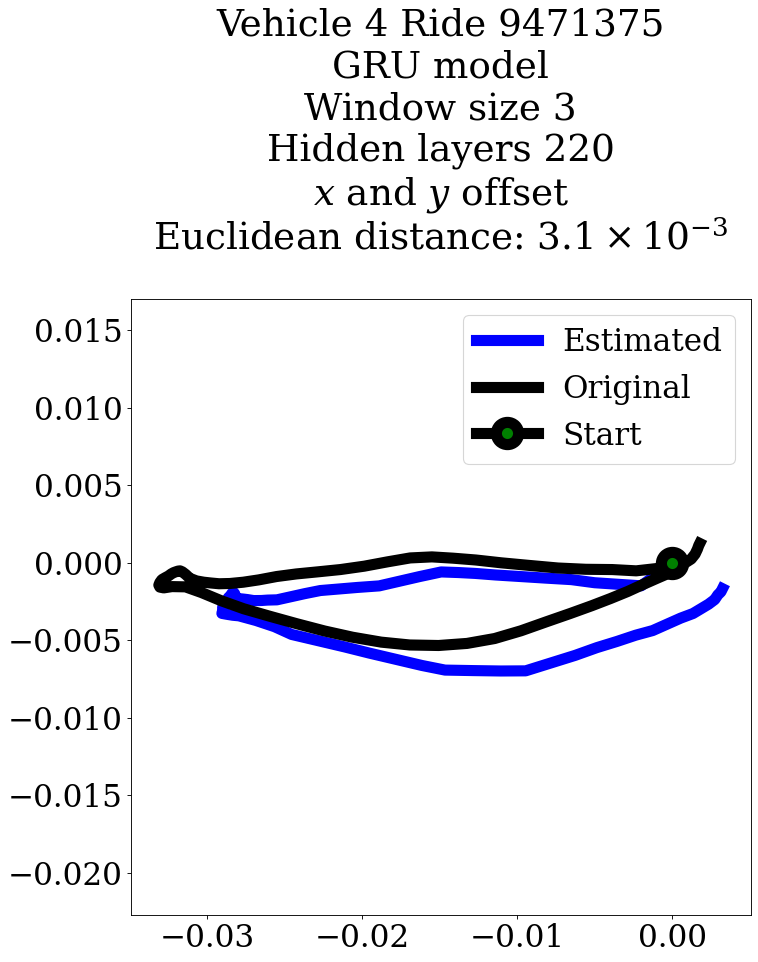 Vehicle 4 Ride 9471375
GRU model
Window size 3
Hidden layers 220
x and y offset
Euclidean distance: 3.1 × 10⁻³
Estimated
Original
Start
0.015
0.010
0.005
0.000
−0.005
−0.010
−0.015
−0.020
−0.03 −0.02 −0.01 0.00